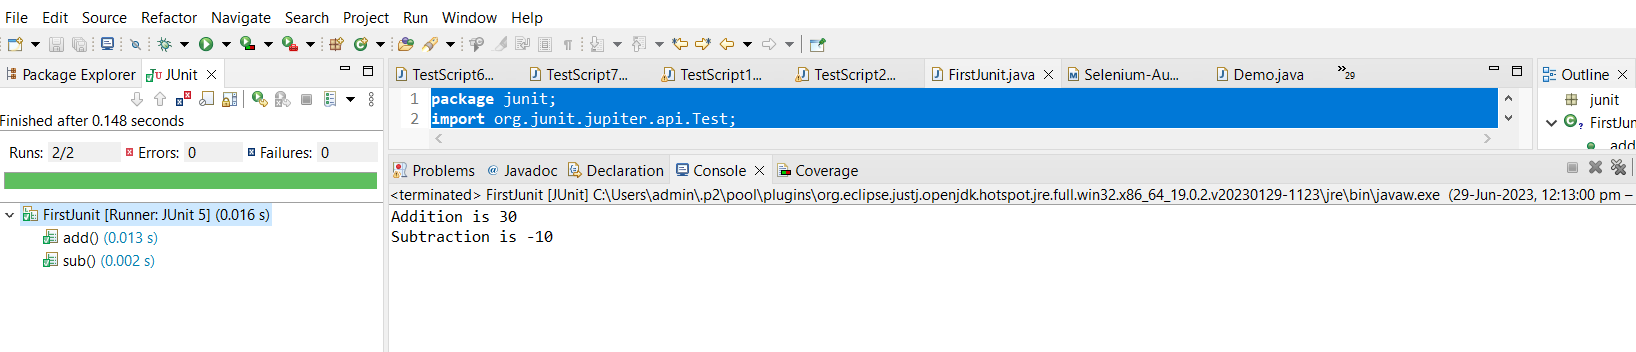 File Edit Source Refactor Navigate Search Project Run Window Help
Package Explorer JUnit
Finished after 0.148 seconds
Runs: 2/2 Errors: 0 Failures: 0
FirstJunit [Runner: JUnit 5] (0.016 s)
add() (0.013 s)
sub() (0.002 s)
TestScript6... TestScript7... TestScript1... TestScript2... FirstJunit.java Selenium-Au... Demo.java »29
1 package junit;
2 import org.junit.jupiter.api.Test;
Problems Javadoc Declaration Console Coverage
<terminated> FirstJunit [JUnit] C:\Users\admin\.p2\pool\plugins\org.eclipse.justj.openjdk.hotspot.jre.full.win32.x86_64_19.0.2.v20230129-1123\jre\bin\javaw.exe (29-Jun-2023, 12:13:00 pm –
Addition is 30
Subtraction is -10
Outline
junit
FirstJun
add